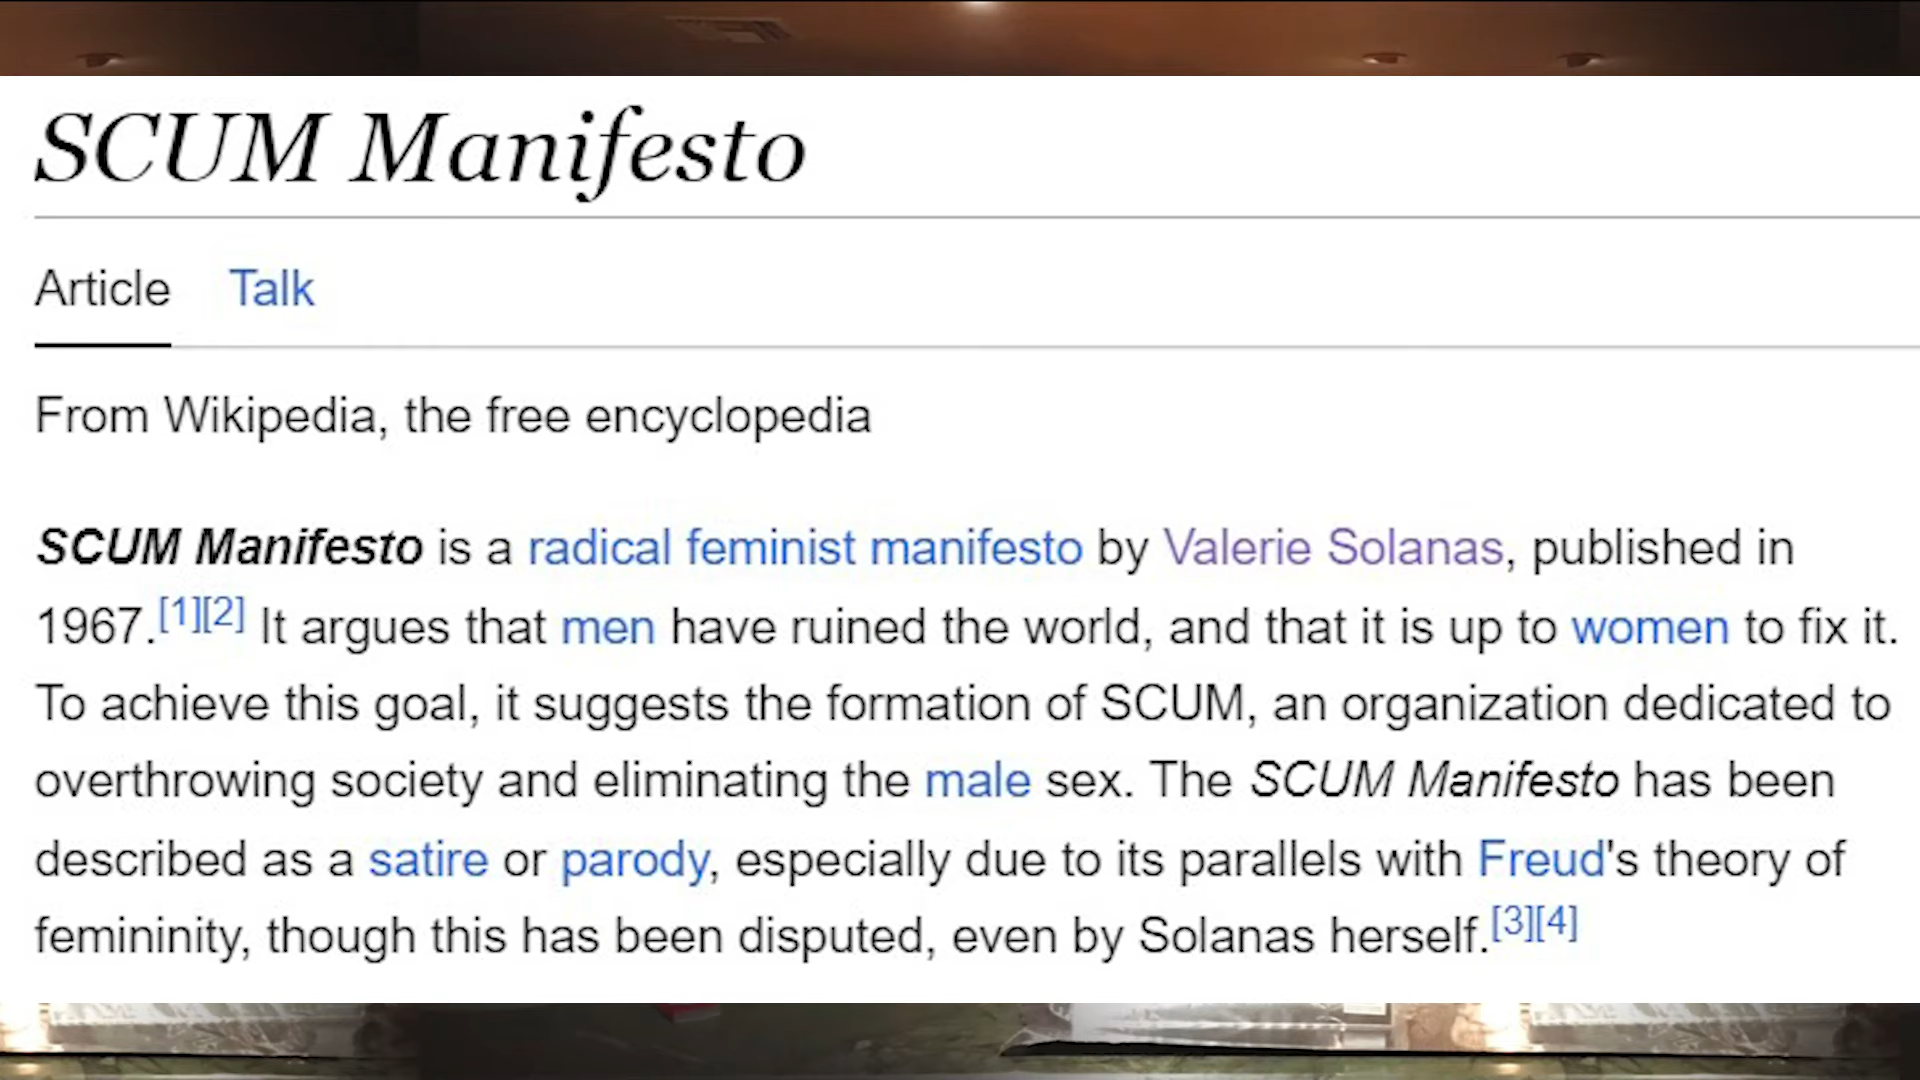 SCUM Manifesto
Article Talk
From Wikipedia, the free encyclopedia
SCUM Manifesto is a radical feminist manifesto by Valerie Solanas, published in
1967.[1][2] It argues that men have ruined the world, and that it is up to women to fix it.
To achieve this goal, it suggests the formation of SCUM, an organization dedicated to
overthrowing society and eliminating the male sex. The SCUM Manifesto has been
described as a satire or parody, especially due to its parallels with Freud's theory of
femininity, though this has been disputed, even by Solanas herself.[3][4]